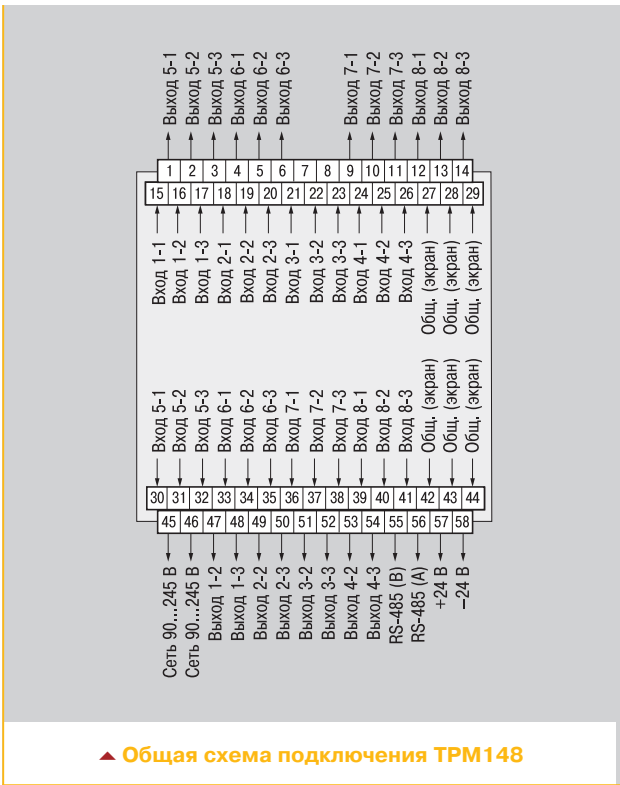 Выход 5-1
Выход 5-2
Выход 5-3
Выход 6-1
Выход 6-2
Выход 6-3
Выход 7-1
Выход 7-2
Выход 7-3
Выход 8-1
Выход 8-2
Выход 8-3
1 2 3 4 5 6 7 8 9 10 11 12 13 14
15 16 17 18 19 20 21 22 23 24 25 26 27 28 29
Вход 1-1
Вход 1-2
Вход 1-3
Вход 2-1
Вход 2-2
Вход 2-3
Вход 3-1
Вход 3-2
Вход 3-3
Вход 4-1
Вход 4-2
Вход 4-3
Общ. (экран)
Общ. (экран)
Общ. (экран)
Вход 5-1
Вход 5-2
Вход 5-3
Вход 6-1
Вход 6-2
Вход 6-3
Вход 7-1
Вход 7-2
Вход 7-3
Вход 8-1
Вход 8-2
Вход 8-3
Общ. (экран)
Общ. (экран)
Общ. (экран)
30 31 32 33 34 35 36 37 38 39 40 41 42 43 44
45 46 47 48 49 50 51 52 53 54 55 56 57 58
Сеть 90...245 В
Сеть 90...245 В
Выход 1-2
Выход 1-3
Выход 2-2
Выход 2-3
Выход 3-2
Выход 3-3
Выход 4-2
Выход 4-3
RS-485 (B)
RS-485 (A)
+24 В
–24 В
Общая схема подключения ТРМ148